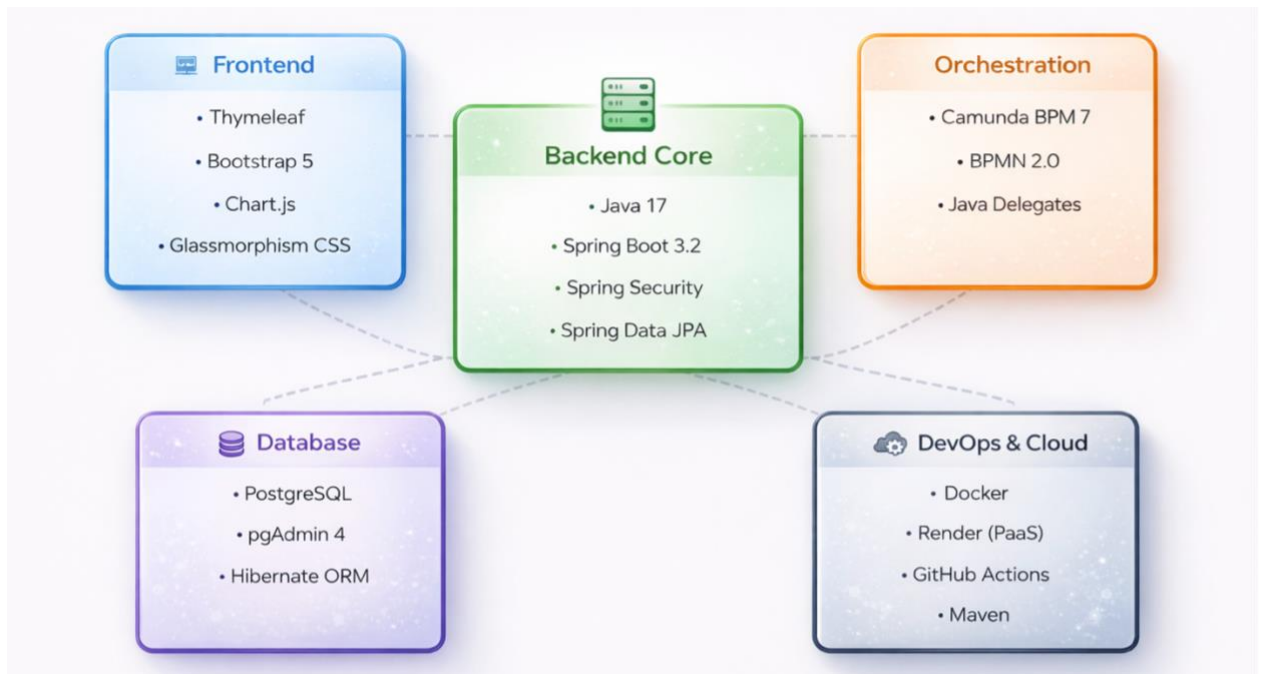 Frontend
• Thymeleaf
• Bootstrap 5
• Chart.js
• Glassmorphism CSS
Backend Core
• Java 17
• Spring Boot 3.2
• Spring Security
• Spring Data JPA
Orchestration
• Camunda BPM 7
• BPMN 2.0
• Java Delegates
Database
• PostgreSQL
• pgAdmin 4
• Hibernate ORM
DevOps & Cloud
• Docker
• Render (PaaS)
• GitHub Actions
• Maven